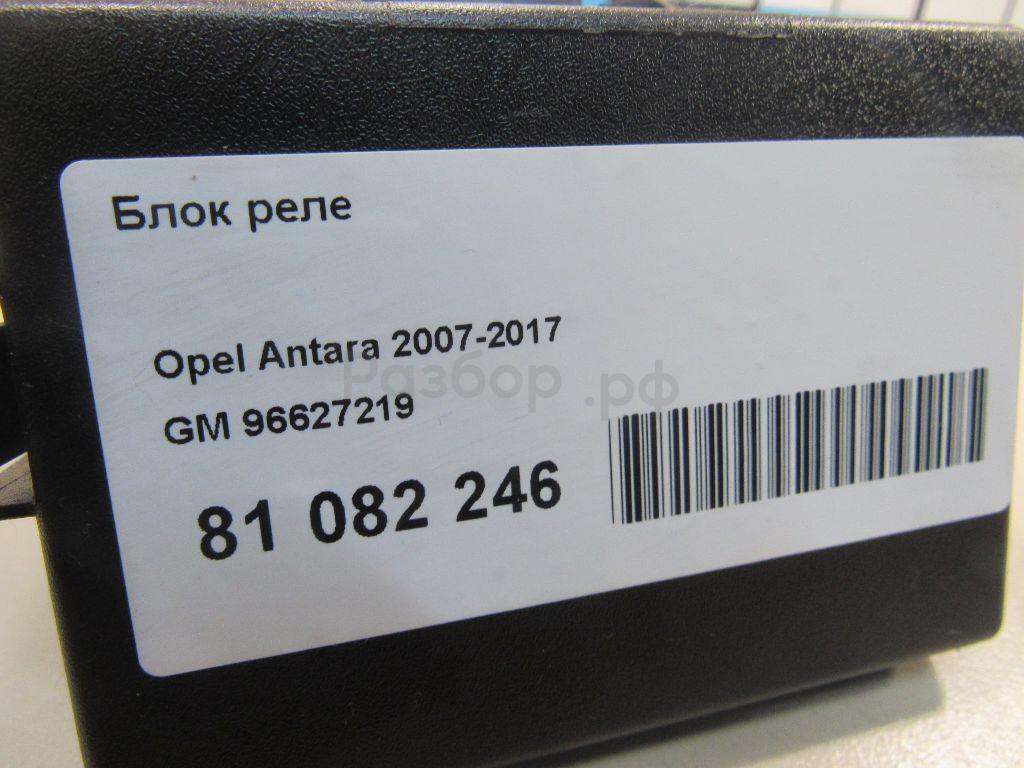 Блок реле
Opel Antara 2007-2017
Разбор.рф
GM 96627219
81 082 246